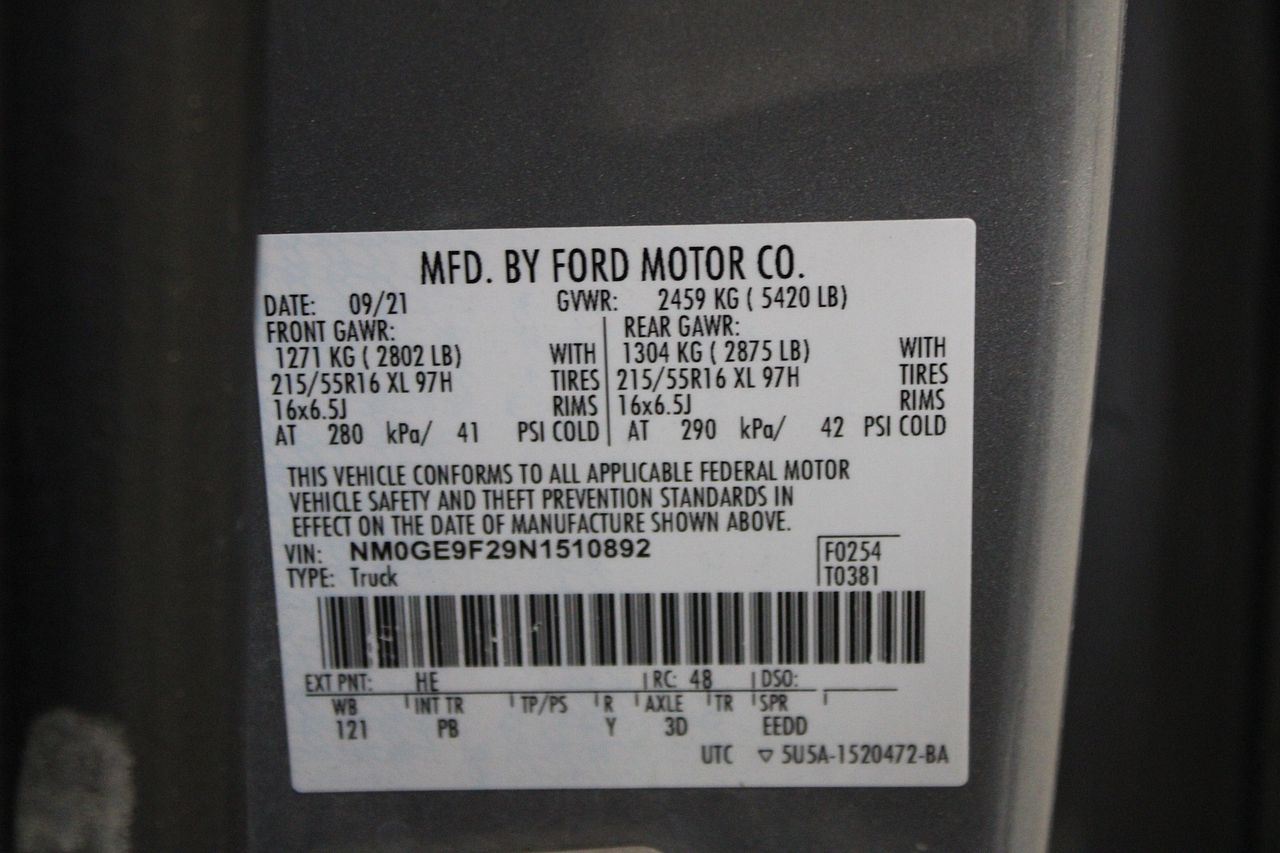 MFD. BY FORD MOTOR CO.
DATE: 09/21 GVWR: 2459 KG ( 5420 LB)
FRONT GAWR: REAR GAWR:
1271 KG ( 2802 LB) WITH 1304 KG ( 2875 LB) WITH
215/55R16 XL 97H TIRES 215/55R16 XL 97H TIRES
16x6.5J RIMS 16x6.5J RIMS
AT 280 kPa/ 41 PSI COLD AT 290 kPa/ 42 PSI COLD
THIS VEHICLE CONFORMS TO ALL APPLICABLE FEDERAL MOTOR
VEHICLE SAFETY AND THEFT PREVENTION STANDARDS IN
EFFECT ON THE DATE OF MANUFACTURE SHOWN ABOVE.
VIN: NM0GE9F29N1510892 F0254
TYPE: Truck T0381
EXT PNT: HE RC: 48 DSO:
WB INT TR TP/PS R AXLE TR SPR
121 PB Y 3D EEDD
UTC ▽ 5U5A-1520472-BA